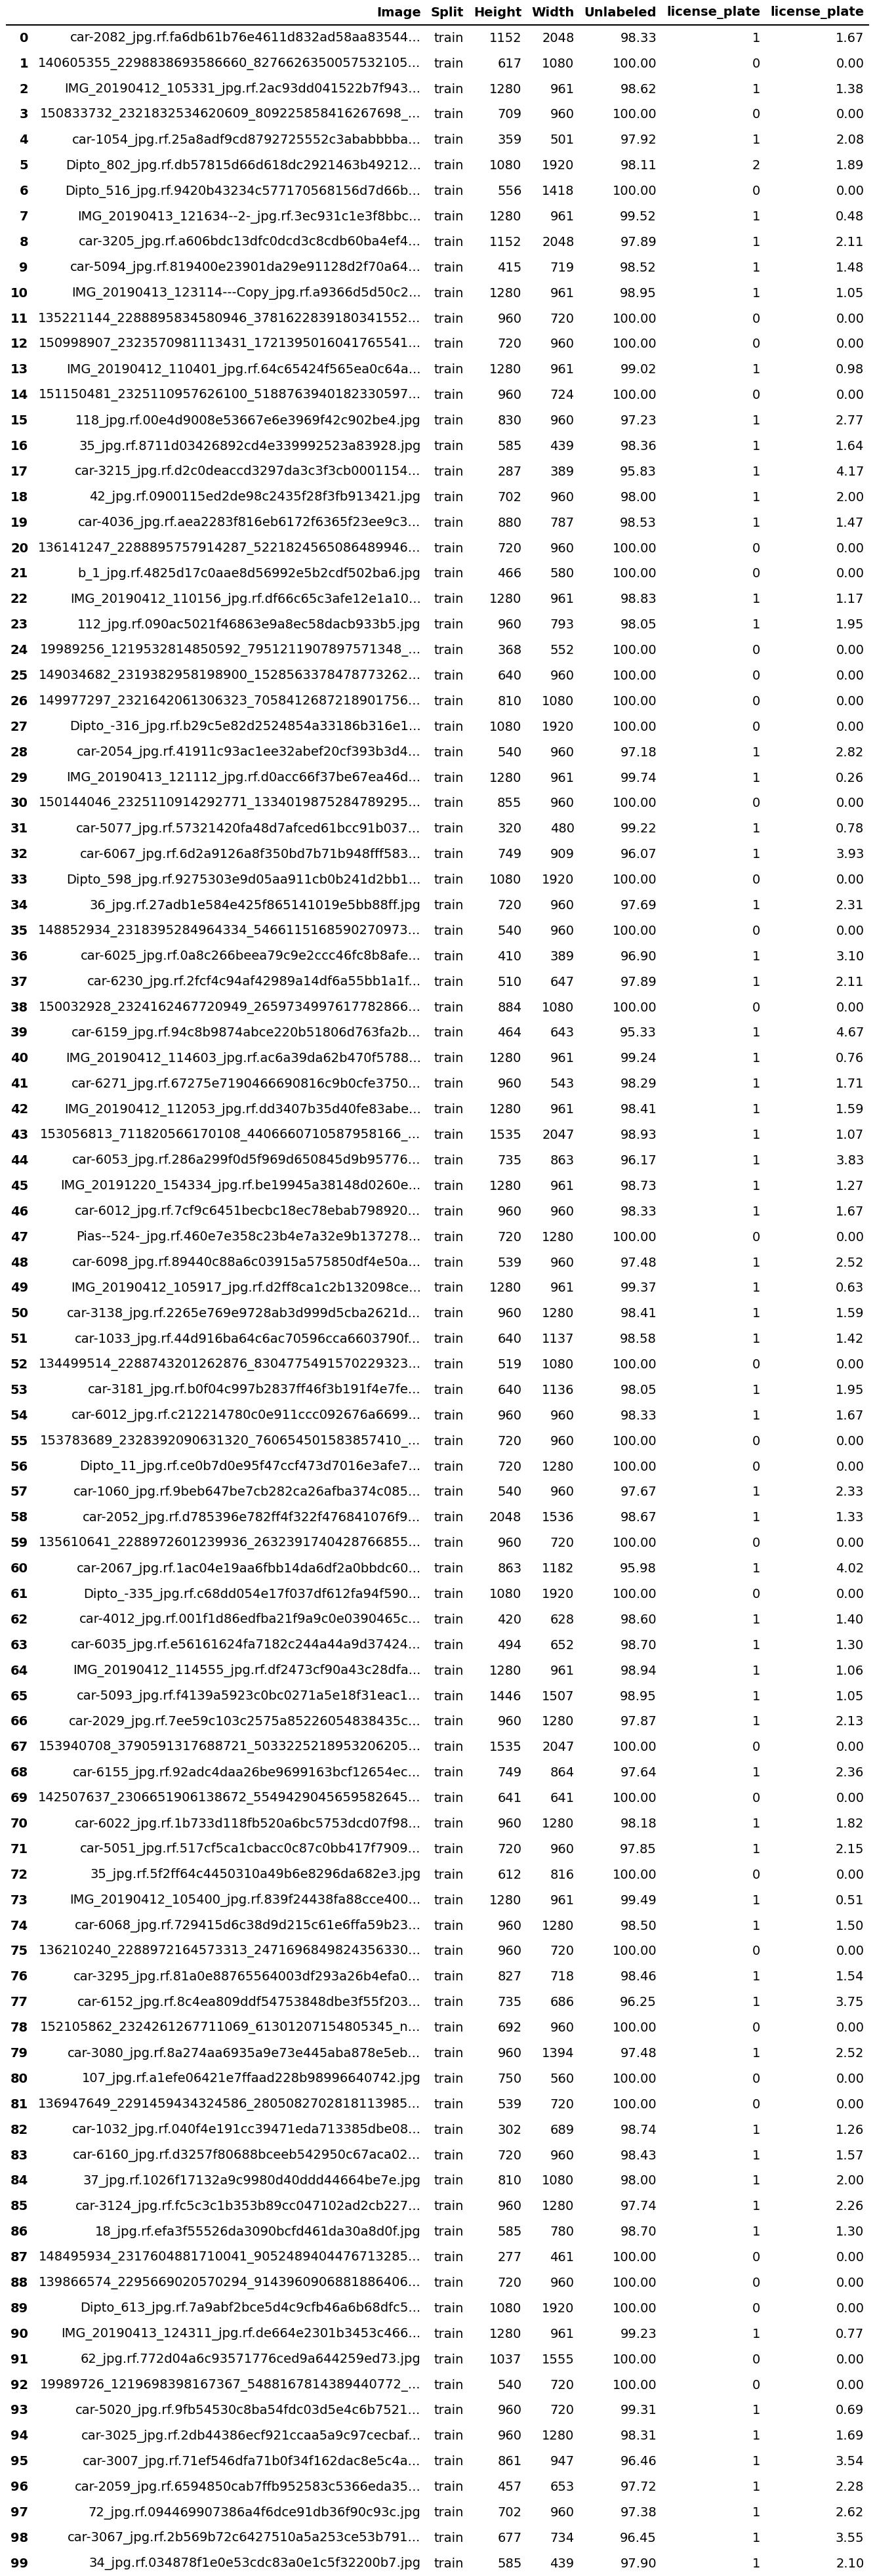 Image Split Height Width Unlabeled license_plate license_plate
0 car-2082_jpg.rf.fa6db61b76e4611d832ad58aa83544... train 1152 2048 98.33 1 1.67
1 140605355_2298838693586660_8276626350057532105... train 617 1080 100.00 0 0.00
2 IMG_20190412_105331_jpg.rf.2ac93dd041522b7f943... train 1280 961 98.62 1 1.38
3 150833732_2321832534620609_809225858416267698_... train 709 960 100.00 0 0.00
4 car-1054_jpg.rf.25a8adf9cd8792725552c3ababbbba... train 359 501 97.92 1 2.08
5 Dipto_802_jpg.rf.db57815d66d618dc2921463b49212... train 1080 1920 98.11 2 1.89
6 Dipto_516_jpg.rf.9420b43234c577170568156d7d66b... train 556 1418 100.00 0 0.00
7 IMG_20190413_121634--2-_jpg.rf.3ec931c1e3f8bbc... train 1280 961 99.52 1 0.48
8 car-3205_jpg.rf.a606bdc13dfc0dcd3c8cdb60ba4ef4... train 1152 2048 97.89 1 2.11
9 car-5094_jpg.rf.819400e23901da29e91128d2f70a64... train 415 719 98.52 1 1.48
10 IMG_20190413_123114---Copy_jpg.rf.a9366d5d50c2... train 1280 961 98.95 1 1.05
11 135221144_2288895834580946_3781622839180341552... train 960 720 100.00 0 0.00
12 150998907_2323570981113431_1721395016041765541... train 720 960 100.00 0 0.00
13 IMG_20190412_110401_jpg.rf.64c65424f565ea0c64a... train 1280 961 99.02 1 0.98
14 151150481_2325110957626100_5188763940182330597... train 960 724 100.00 0 0.00
15 118_jpg.rf.00e4d9008e53667e6e3969f42c902be4.jpg train 830 960 97.23 1 2.77
16 35_jpg.rf.8711d03426892cd4e339992523a83928.jpg train 585 439 98.36 1 1.64
17 car-3215_jpg.rf.d2c0deaccd3297da3c3f3cb0001154... train 287 389 95.83 1 4.17
18 42_jpg.rf.0900115ed2de98c2435f28f3fb913421.jpg train 702 960 98.00 1 2.00
19 car-4036_jpg.rf.aea2283f816eb6172f6365f23ee9c3... train 880 787 98.53 1 1.47
20 136141247_2288895757914287_5221824565086489946... train 720 960 100.00 0 0.00
21 b_1_jpg.rf.4825d17c0aae8d56992e5b2cdf502ba6.jpg train 466 580 100.00 0 0.00
22 IMG_20190412_110156_jpg.rf.df66c65c3afe12e1a10... train 1280 961 98.83 1 1.17
23 112_jpg.rf.090ac5021f46863e9a8ec58dacb933b5.jpg train 960 793 98.05 1 1.95
24 19989256_1219532814850592_7951211907897571348_... train 368 552 100.00 0 0.00
25 149034682_2319382958198900_1528563378478773262... train 640 960 100.00 0 0.00
26 149977297_2321642061306323_7058412687218901756... train 810 1080 100.00 0 0.00
27 Dipto_-316_jpg.rf.b29c5e82d2524854a33186b316e1... train 1080 1920 100.00 0 0.00
28 car-2054_jpg.rf.41911c93ac1ee32abef20cf393b3d4... train 540 960 97.18 1 2.82
29 IMG_20190413_121112_jpg.rf.d0acc66f37be67ea46d... train 1280 961 99.74 1 0.26
30 150144046_2325110914292771_1334019875284789295... train 855 960 100.00 0 0.00
31 car-5077_jpg.rf.57321420fa48d7afced61bcc91b037... train 320 480 99.22 1 0.78
32 car-6067_jpg.rf.6d2a9126a8f350bd7b71b948fff583... train 749 909 96.07 1 3.93
33 Dipto_598_jpg.rf.9275303e9d05aa911cb0b241d2bb1... train 1080 1920 100.00 0 0.00
34 36_jpg.rf.27adb1e584e425f865141019e5bb88ff.jpg train 720 960 97.69 1 2.31
35 148852934_2318395284964334_5466115168590270973... train 540 960 100.00 0 0.00
36 car-6025_jpg.rf.0a8c266beea79c9e2ccc46fc8b8afe... train 410 389 96.90 1 3.10
37 car-6230_jpg.rf.2fcf4c94af42989a14df6a55bb1a1f... train 510 647 97.89 1 2.11
38 150032928_2324162467720949_2659734997617782866... train 884 1080 100.00 0 0.00
39 car-6159_jpg.rf.94c8b9874abce220b51806d763fa2b... train 464 643 95.33 1 4.67
40 IMG_20190412_114603_jpg.rf.ac6a39da62b470f5788... train 1280 961 99.24 1 0.76
41 car-6271_jpg.rf.67275e7190466690816c9b0cfe3750... train 960 543 98.29 1 1.71
42 IMG_20190412_112053_jpg.rf.dd3407b35d40fe83abe... train 1280 961 98.41 1 1.59
43 153056813_711820566170108_4406660710587958166_... train 1535 2047 98.93 1 1.07
44 car-6053_jpg.rf.286a299f0d5f969d650845d9b95776... train 735 863 96.17 1 3.83
45 IMG_20191220_154334_jpg.rf.be19945a38148d0260e... train 1280 961 98.73 1 1.27
46 car-6012_jpg.rf.7cf9c6451becbc18ec78ebab798920... train 960 960 98.33 1 1.67
47 Pias--524-_jpg.rf.460e7e358c23b4e7a32e9b137278... train 720 1280 100.00 0 0.00
48 car-6098_jpg.rf.89440c88a6c03915a575850df4e50a... train 539 960 97.48 1 2.52
49 IMG_20190412_105917_jpg.rf.d2ff8ca1c2b132098ce... train 1280 961 99.37 1 0.63
50 car-3138_jpg.rf.2265e769e9728ab3d999d5cba2621d... train 960 1280 98.41 1 1.59
51 car-1033_jpg.rf.44d916ba64c6ac70596cca6603790f... train 640 1137 98.58 1 1.42
52 134499514_2288743201262876_8304775491570229323... train 519 1080 100.00 0 0.00
53 car-3181_jpg.rf.b0f04c997b2837ff46f3b191f4e7fe... train 640 1136 98.05 1 1.95
54 car-6012_jpg.rf.c212214780c0e911ccc092676a6699... train 960 960 98.33 1 1.67
55 153783689_2328392090631320_760654501583857410_... train 720 960 100.00 0 0.00
56 Dipto_11_jpg.rf.ce0b7d0e95f47ccf473d7016e3afe7... train 720 1280 100.00 0 0.00
57 car-1060_jpg.rf.9beb647be7cb282ca26afba374c085... train 540 960 97.67 1 2.33
58 car-2052_jpg.rf.d785396e782ff4f322f476841076f9... train 2048 1536 98.67 1 1.33
59 135610641_2288972601239936_2632391740428766855... train 960 720 100.00 0 0.00
60 car-2067_jpg.rf.1ac04e19aa6fbb14da6df2a0bbdc60... train 863 1182 95.98 1 4.02
61 Dipto_-335_jpg.rf.c68dd054e17f037df612fa94f590... train 1080 1920 100.00 0 0.00
62 car-4012_jpg.rf.001f1d86edfba21f9a9c0e0390465c... train 420 628 98.60 1 1.40
63 car-6035_jpg.rf.e56161624fa7182c244a44a9d37424... train 494 652 98.70 1 1.30
64 IMG_20190412_114555_jpg.rf.df2473cf90a43c28dfa... train 1280 961 98.94 1 1.06
65 car-5093_jpg.rf.f4139a5923c0bc0271a5e18f31eac1... train 1446 1507 98.95 1 1.05
66 car-2029_jpg.rf.7ee59c103c2575a85226054838435c... train 960 1280 97.87 1 2.13
67 153940708_3790591317688721_5033225218953206205... train 1535 2047 100.00 0 0.00
68 car-6155_jpg.rf.92adc4daa26be9699163bcf12654ec... train 749 864 97.64 1 2.36
69 142507637_2306651906138672_5549429045659582645... train 641 641 100.00 0 0.00
70 car-6022_jpg.rf.1b733d118fb520a6bc5753dcd07f98... train 960 1280 98.18 1 1.82
71 car-5051_jpg.rf.517cf5ca1cbacc0c87c0bb417f7909... train 720 960 97.85 1 2.15
72 35_jpg.rf.5f2ff64c4450310a49b6e8296da682e3.jpg train 612 816 100.00 0 0.00
73 IMG_20190412_105400_jpg.rf.839f24438fa88cce400... train 1280 961 99.49 1 0.51
74 car-6068_jpg.rf.729415d6c38d9d215c61e6ffa59b23... train 960 1280 98.50 1 1.50
75 136210240_2288972164573313_2471696849824356330... train 960 720 100.00 0 0.00
76 car-3295_jpg.rf.81a0e88765564003df293a26b4efa0... train 827 718 98.46 1 1.54
77 car-6152_jpg.rf.8c4ea809ddf54753848dbe3f55f203... train 735 686 96.25 1 3.75
78 152105862_2324261267711069_61301207154805345_n... train 692 960 100.00 0 0.00
79 car-3080_jpg.rf.8a274aa6935a9e73e445aba878e5eb... train 960 1394 97.48 1 2.52
80 107_jpg.rf.a1efe06421e7ffaad228b98996640742.jpg train 750 560 100.00 0 0.00
81 136947649_2291459434324586_2805082702818113985... train 539 720 100.00 0 0.00
82 car-1032_jpg.rf.040f4e191cc39471eda713385dbe08... train 302 689 98.74 1 1.26
83 car-6160_jpg.rf.d3257f80688bceeb542950c67aca02... train 720 960 98.43 1 1.57
84 37_jpg.rf.1026f17132a9c9980d40ddd44664be7e.jpg train 810 1080 98.00 1 2.00
85 car-3124_jpg.rf.fc5c3c1b353b89cc047102ad2cb227... train 960 1280 97.74 1 2.26
86 18_jpg.rf.efa3f55526da3090bcfd461da30a8d0f.jpg train 585 780 98.70 1 1.30
87 148495934_2317604881710041_9052489404476713285... train 277 461 100.00 0 0.00
88 139866574_2295669020570294_9143960906881886406... train 720 960 100.00 0 0.00
89 Dipto_613_jpg.rf.7a9abf2bce5d4c9cfb46a6b68dfc5... train 1080 1920 100.00 0 0.00
90 IMG_20190413_124311_jpg.rf.de664e2301b3453c466... train 1280 961 99.23 1 0.77
91 62_jpg.rf.772d04a6c93571776ced9a644259ed73.jpg train 1037 1555 100.00 0 0.00
92 19989726_1219698398167367_5488167814389440772_... train 540 720 100.00 0 0.00
93 car-5020_jpg.rf.9fb54530c8ba54fdc03d5e4c6b7521... train 960 720 99.31 1 0.69
94 car-3025_jpg.rf.2db44386ecf921ccaa5a9c97cecbaf... train 960 1280 98.31 1 1.69
95 car-3007_jpg.rf.71ef546dfa71b0f34f162dac8e5c4a... train 861 947 96.46 1 3.54
96 car-2059_jpg.rf.6594850cab7ffb952583c5366eda35... train 457 653 97.72 1 2.28
97 72_jpg.rf.094469907386a4f6dce91db36f90c93c.jpg train 702 960 97.38 1 2.62
98 car-3067_jpg.rf.2b569b72c6427510a5a253ce53b791... train 677 734 96.45 1 3.55
99 34_jpg.rf.034878f1e0e53cdc83a0e1c5f32200b7.jpg train 585 439 97.90 1 2.10